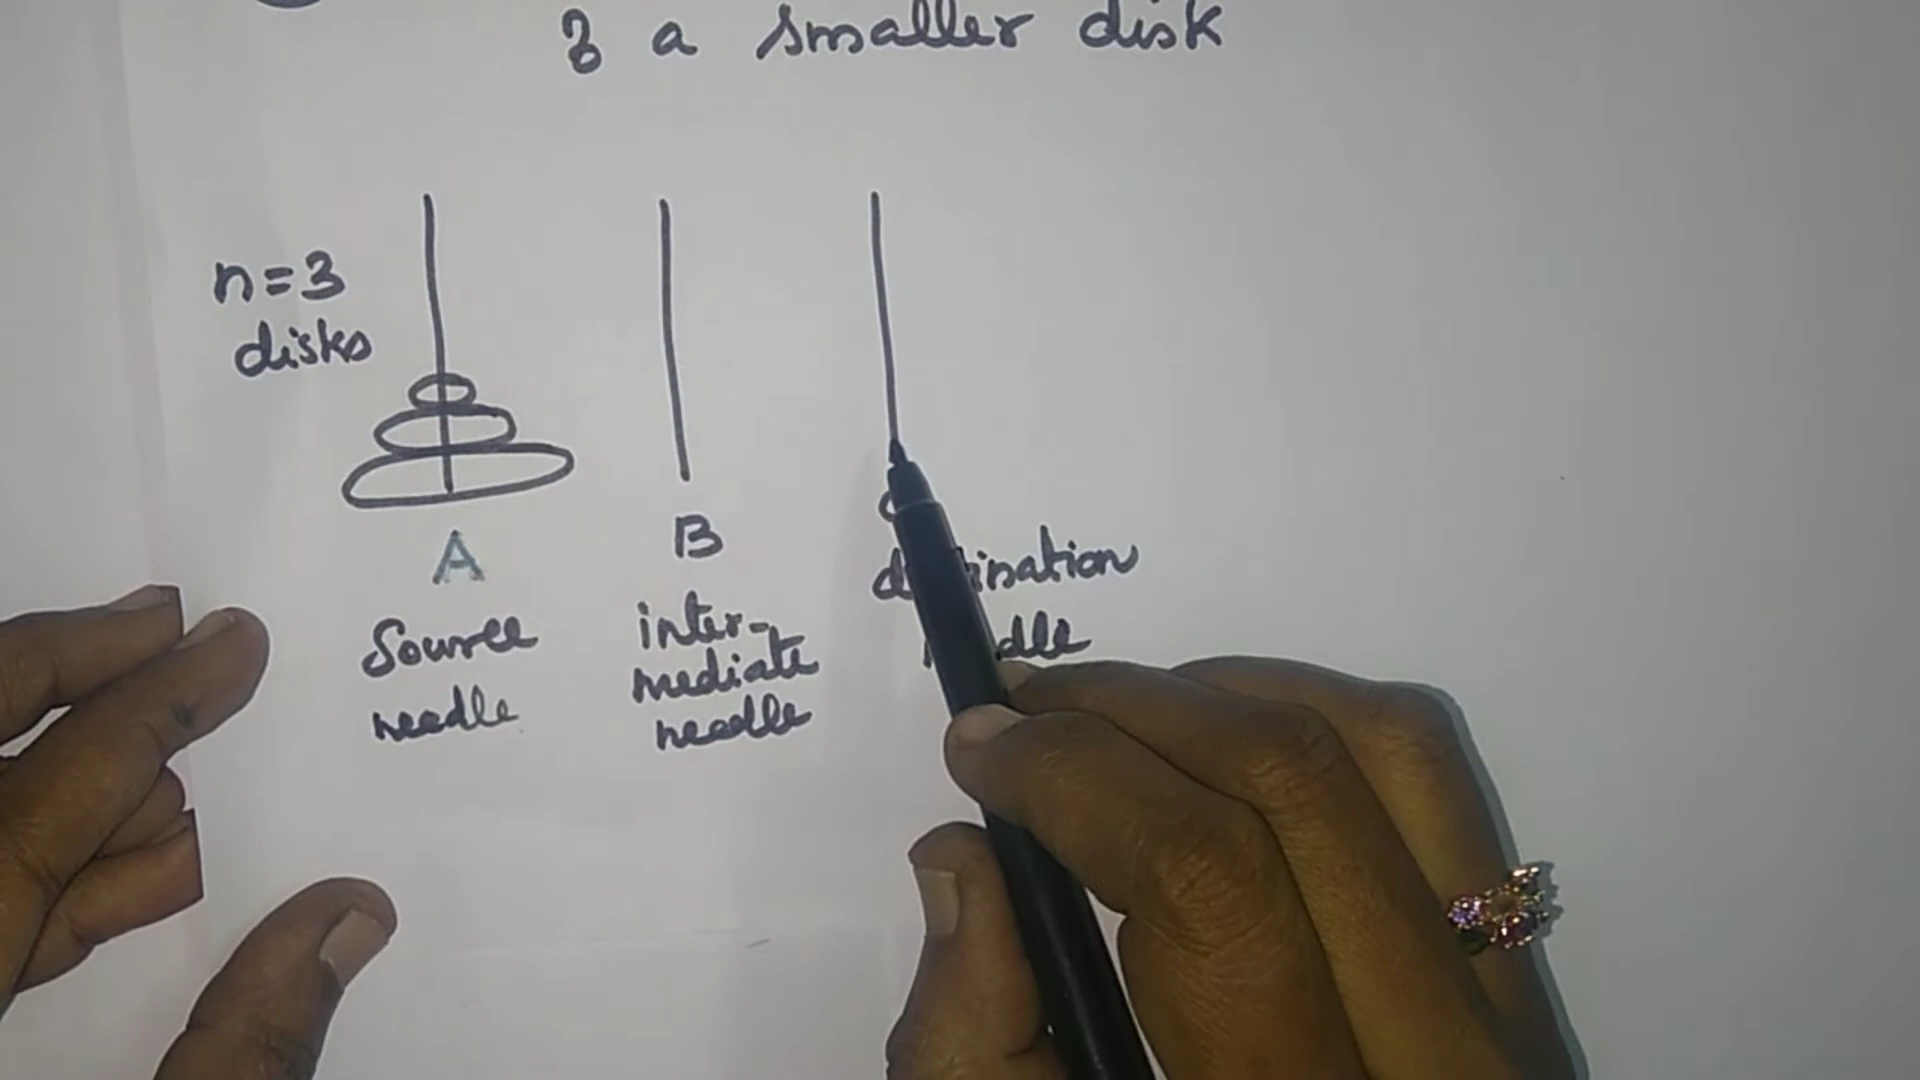 a smaller disk
n=3
disks
A
B
Source
needle
inter-
mediate
needle